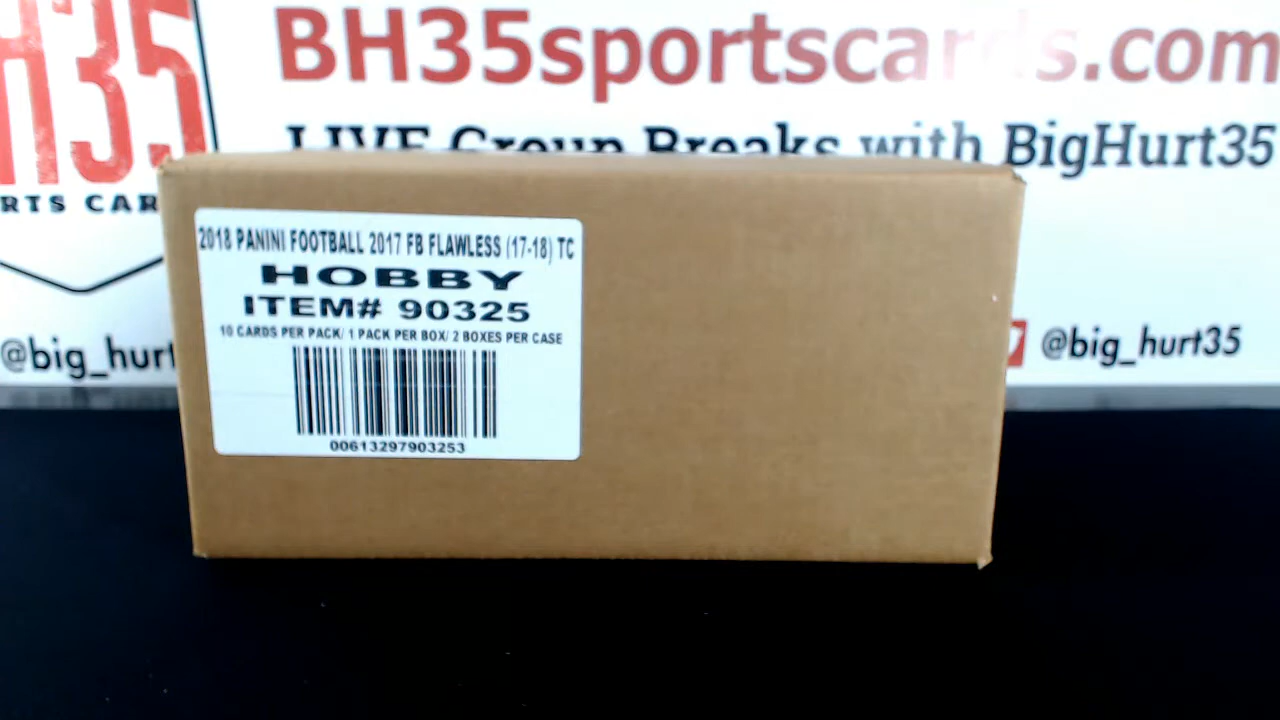 H35
RTS CAR
@big_hurt
BH35sportscards.com
LIVE Group Breaks with BigHurt35
@big_hurt35
2018 PANINI FOOTBALL 2017 FB FLAWLESS (17-18) TC
HOBBY
ITEM# 90325
10 CARDS PER PACK/ 1 PACK PER BOX/ 2 BOXES PER CASE
00613297903253